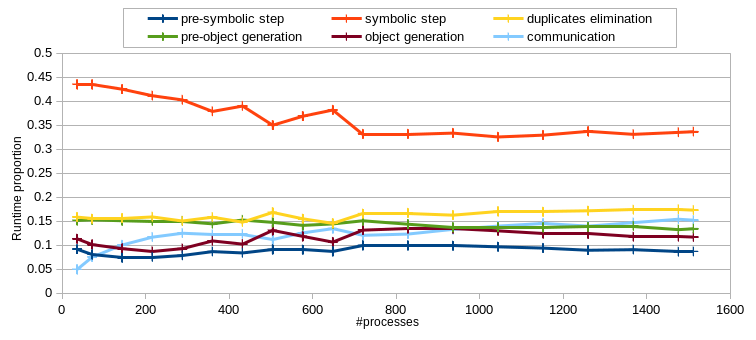 pre-symbolic step symbolic step duplicates elimination
pre-object generation object generation communication
0.5
0.45
0.4
0.35
0.3
0.25
0.2
0.15
0.1
0.05
0
Runtime proportion
0 200 400 600 800 1000 1200 1400 1600
#processes